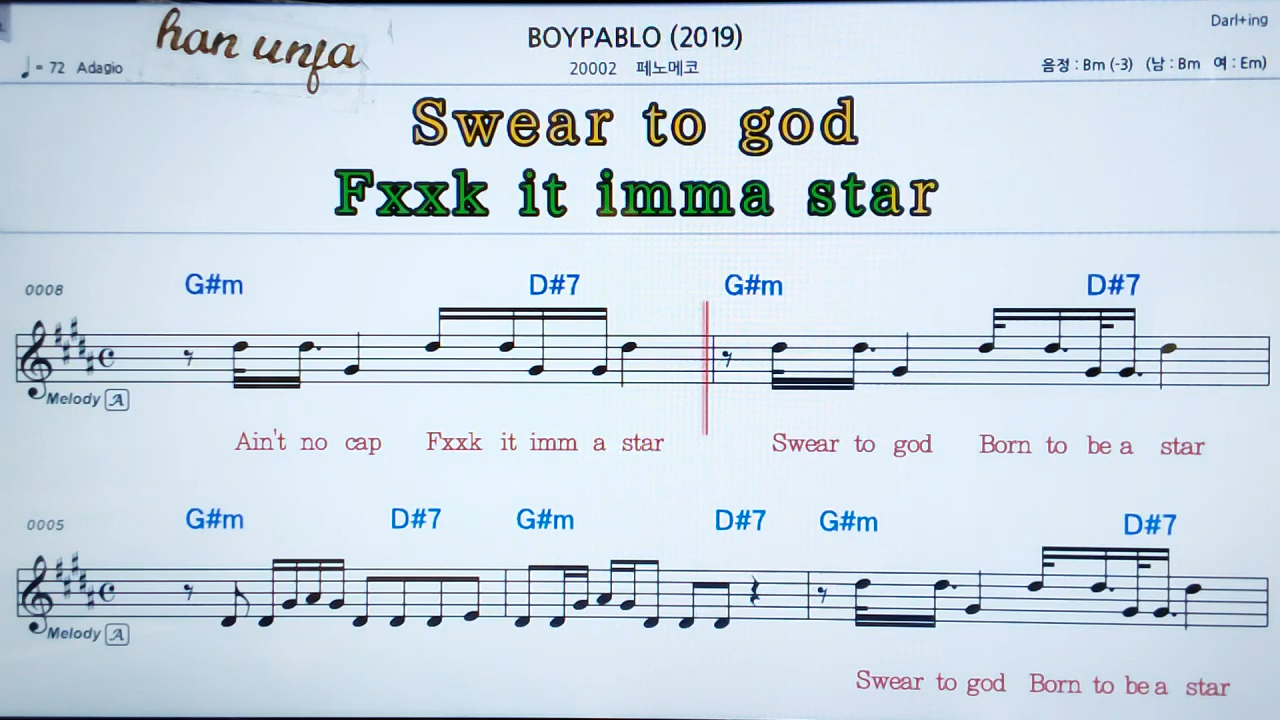 han unja
BOYPABLO (2019)
Darl+ing
♩= 72 Adagio
20002 페노메코
음정 : Bm (-3) (남 : Bm 여 : Em)
Swear to god
Fxxk it imma star
0008
G#m D#7 G#m D#7
Melody A
Ain't no cap Fxxk it imm a star Swear to god Born to be a star
0005
G#m D#7 G#m D#7 G#m D#7
Melody A
Swear to god Born to be a star